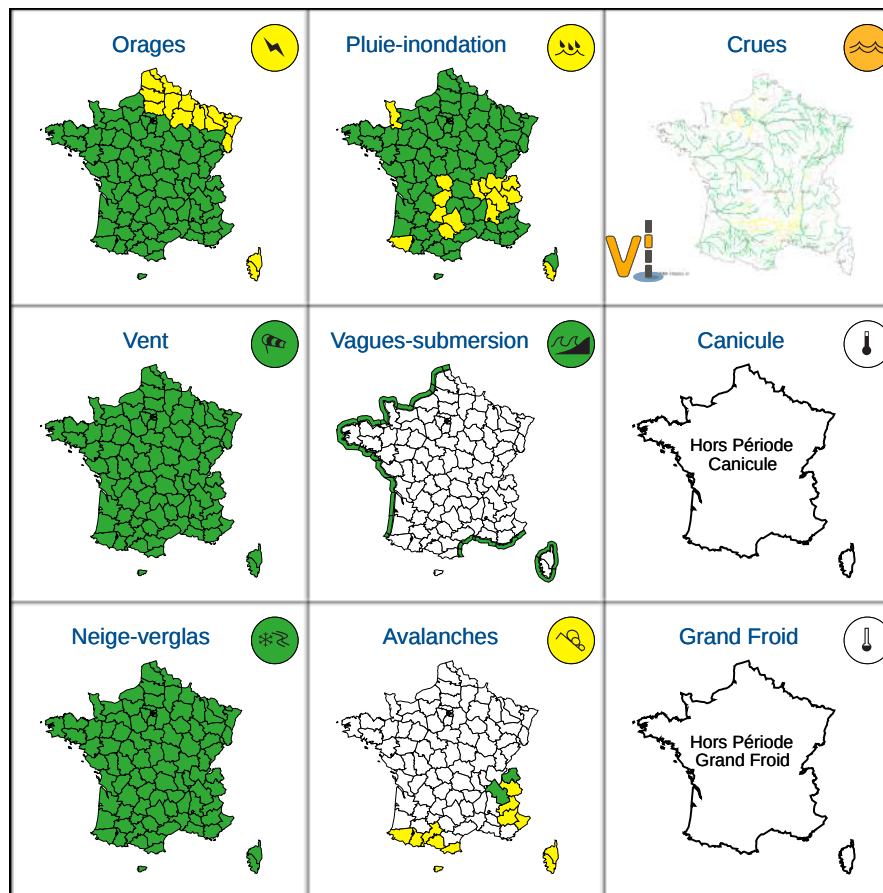 Orages
Pluie-inondation
Crues
Vi
Vent
Vagues-submersion
Canicule
Hors Période
Canicule
Neige-verglas
Avalanches
Grand Froid
Hors Période
Grand Froid